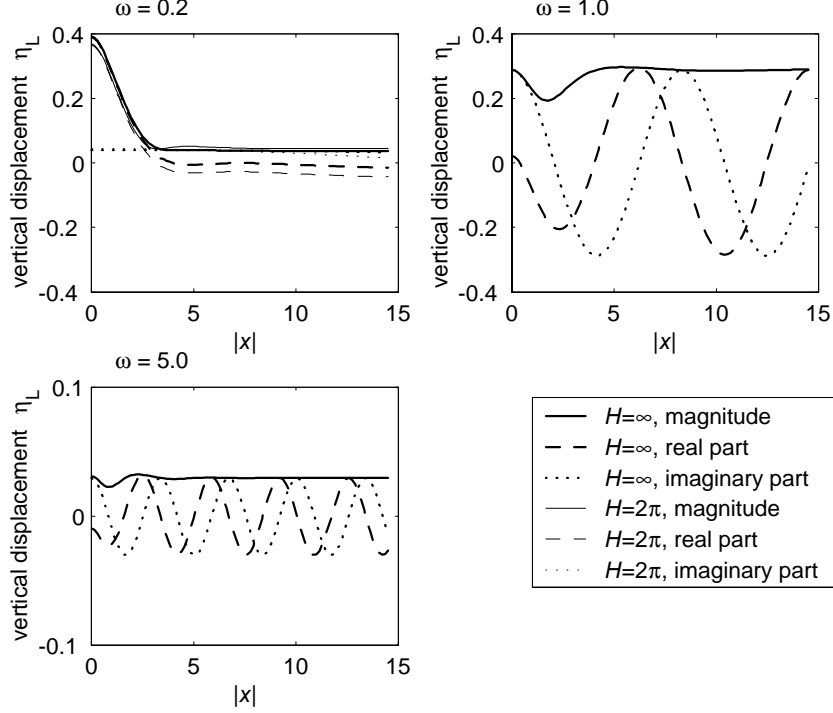 ω = 0.2
vertical displacement η_L
0.4
0.2
0
-0.2
-0.4
0 5 10 15
|x|
ω = 1.0
vertical displacement η_L
0.4
0.2
0
-0.2
-0.4
0 5 10 15
|x|
ω = 5.0
vertical displacement η_L
0.1
0
-0.1
0 5 10 15
|x|
H=∞, magnitude
H=∞, real part
H=∞, imaginary part
H=2π, magnitude
H=2π, real part
H=2π, imaginary part